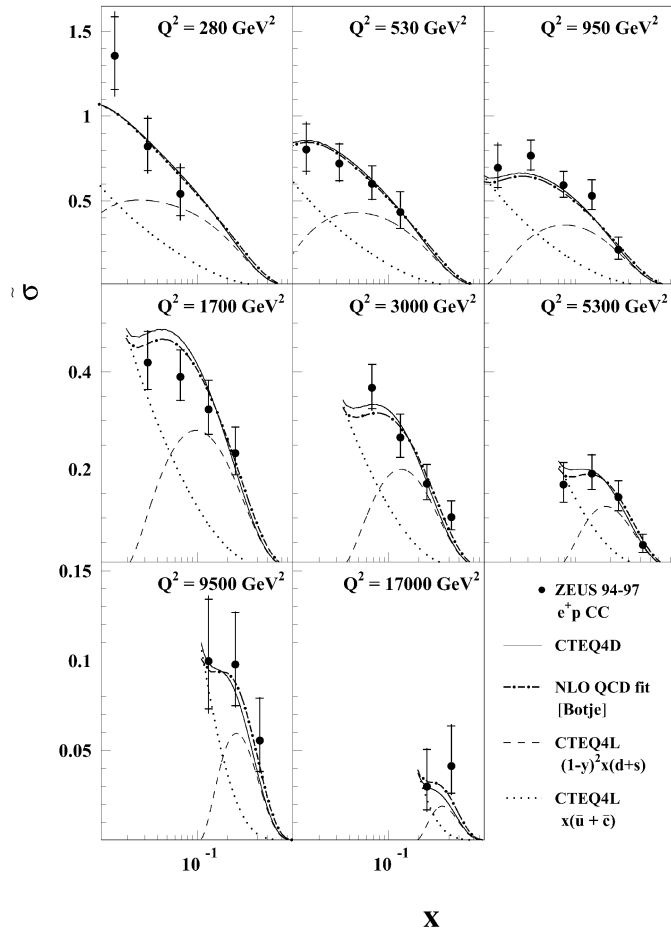 Q² = 280 GeV²
Q² = 530 GeV²
Q² = 950 GeV²
1.5
1
0.5
σ̃
Q² = 1700 GeV²
Q² = 3000 GeV²
Q² = 5300 GeV²
0.4
0.2
Q² = 9500 GeV²
Q² = 17000 GeV²
0.15
0.1
0.05
ZEUS 94-97
e⁺p CC
CTEQ4D
NLO QCD fit
[Botje]
CTEQ4L
(1-y)²x(d+s)
CTEQ4L
x(ū + c̄)
10⁻¹
10⁻¹
x